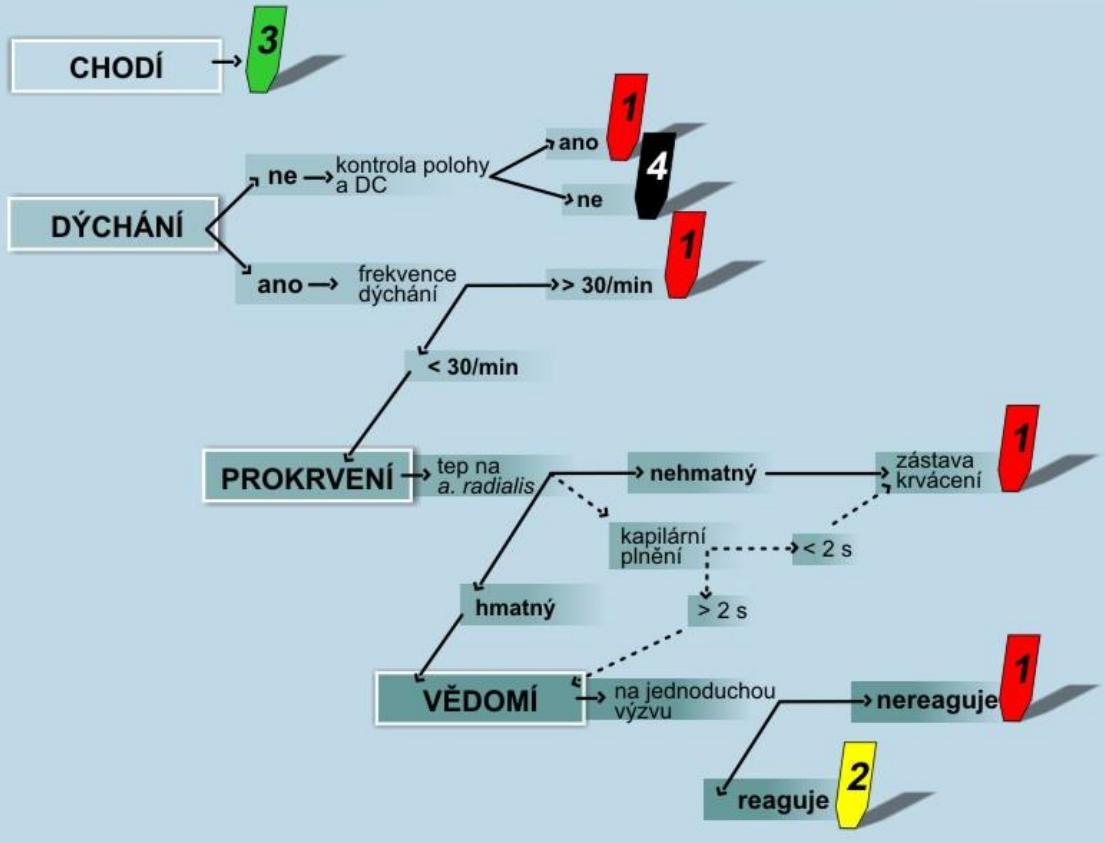 CHODÍ
3
ano
1
ne
kontrola polohy
a DC
ne
4
DÝCHÁNÍ
ano
frekvence
dýchání
> 30/min
1
< 30/min
PROKRVENÍ
tep na
a. radialis
nehmatný
zástava
krvácení
1
kapilární
plnění
< 2 s
hmatný
> 2 s
VĚDOMÍ
na jednoduchou
výzvu
nereaguje
1
reaguje
2